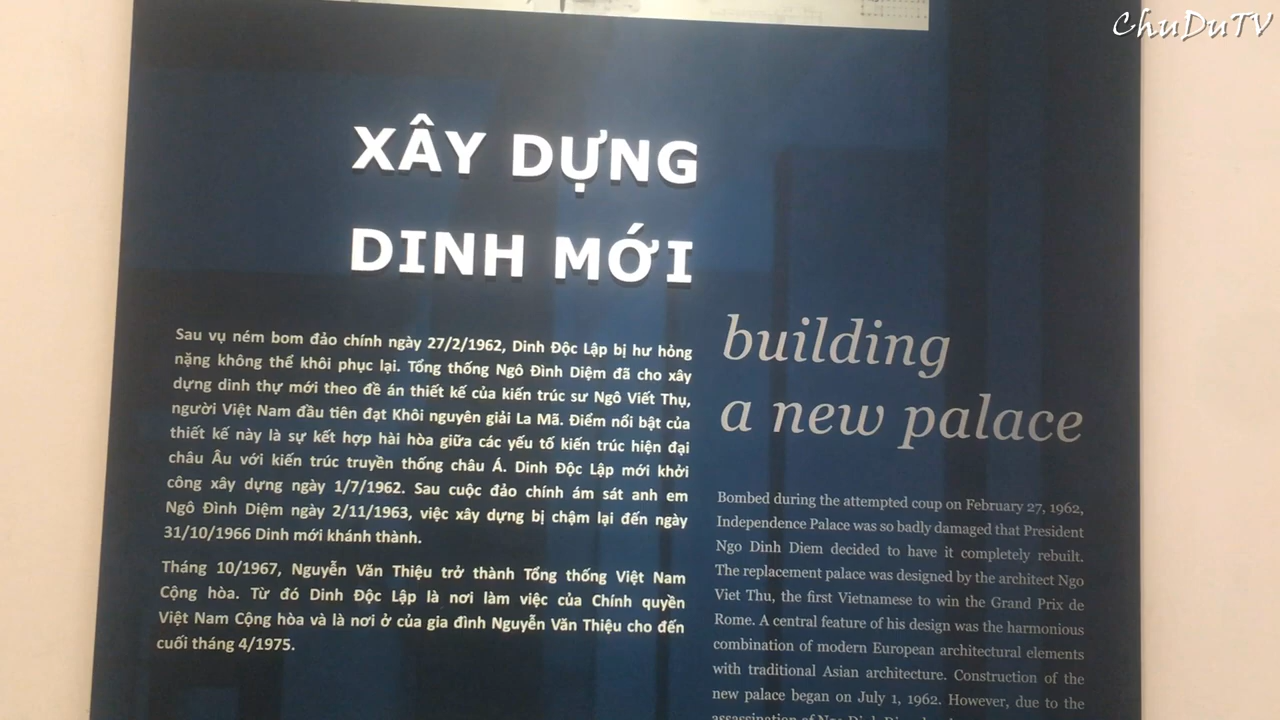 ChuDuTV
XÂY DỰNG
DINH MỚI
Sau vụ ném bom đảo chính ngày 27/2/1962, Dinh Độc Lập bị hư hỏng
nặng không thể khôi phục lại. Tổng thống Ngô Đình Diệm đã cho xây
dựng dinh thự mới theo đề án thiết kế của kiến trúc sư Ngô Viết Thụ,
người Việt Nam đầu tiên đạt Khôi nguyên giải La Mã. Điểm nổi bật của
thiết kế này là sự kết hợp hài hòa giữa các yếu tố kiến trúc hiện đại
châu Âu với kiến trúc truyền thống châu Á. Dinh Độc Lập mới khởi
công xây dựng ngày 1/7/1962. Sau cuộc đảo chính ám sát anh em
Ngô Đình Diệm ngày 2/11/1963, việc xây dựng bị chậm lại đến ngày
31/10/1966 Dinh mới khánh thành.
Tháng 10/1967, Nguyễn Văn Thiệu trở thành Tổng thống Việt Nam
Cộng hòa. Từ đó Dinh Độc Lập là nơi làm việc của Chính quyền
Việt Nam Cộng hòa và là nơi ở của gia đình Nguyễn Văn Thiệu cho đến
cuối tháng 4/1975.
building
a new palace
Bombed during the attempted coup on February 27, 1962,
Independence Palace was so badly damaged that President
Ngo Dinh Diem decided to have it completely rebuilt.
The replacement palace was designed by the architect Ngo
Viet Thu, the first Vietnamese to win the Grand Prix de
Rome. A central feature of his design was the harmonious
combination of modern European architectural elements
with traditional Asian architecture. Construction of the
new palace began on July 1, 1962. However, due to the
assassination of Ngo Dinh Diem